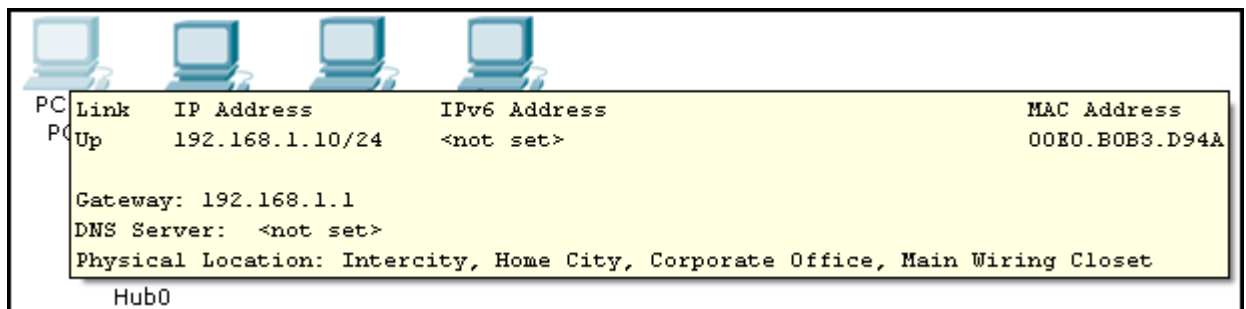 PC
PC
Link IP Address IPv6 Address MAC Address
Up 192.168.1.10/24 <not set> 00E0.B0B3.D94A
Gateway: 192.168.1.1
DNS Server: <not set>
Physical Location: Intercity, Home City, Corporate Office, Main Wiring Closet
Hub0